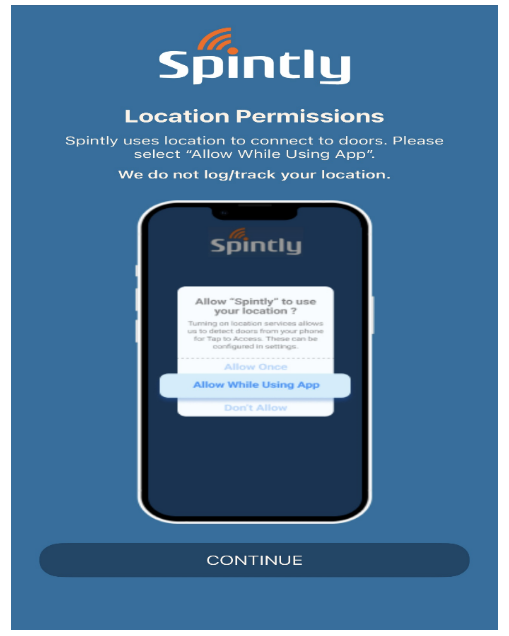 Spintly
Location Permissions
Spintly uses location to connect to doors. Please
select “Allow While Using App”.
We do not log/track your location.
Spintly
Allow “Spintly” to use
your location ?
Turning on location services allows
us to detect doors from your phone
for Tap to Access. These can be
configured in settings.
Allow Once
Allow While Using App
Don't Allow
CONTINUE